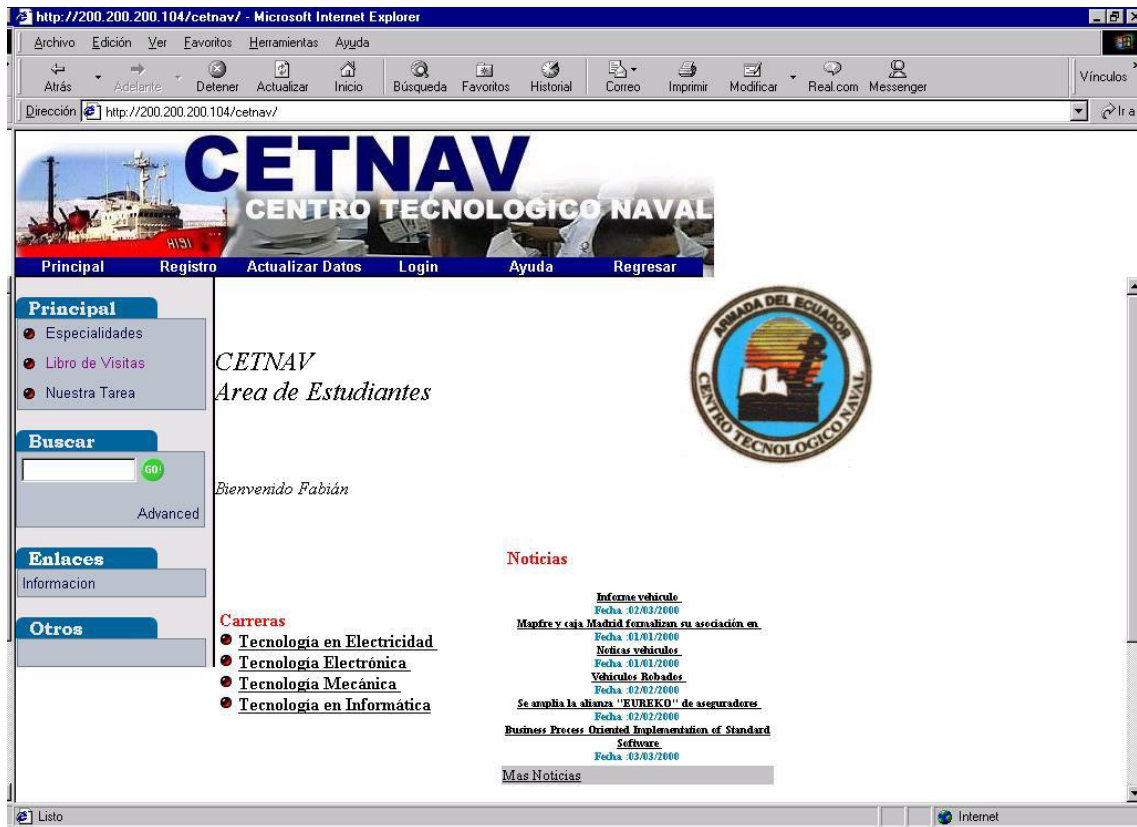 http://200.200.200.104/cetnav/ - Microsoft Internet Explorer
Archivo Edición Ver Favoritos Herramientas Ayuda
Atrás Adelante Detener Actualizar Inicio Búsqueda Favoritos Historial Correo Imprimir Modificar Real.com Messenger Vínculos »
Dirección http://200.200.200.104/cetnav/ Ir a
CETNAV
CENTRO TECNOLOGICO NAVAL
HI91
Principal Registro Actualizar Datos Login Ayuda Regresar
Principal
Especialidades
Libro de Visitas
Nuestra Tarea
Buscar
GO!
Advanced
Enlaces
Informacion
Otros
CETNAV
Area de Estudiantes
ARMADA DEL ECUADOR
CENTRO TECNOLOGICO NAVAL
Bienvenido Fabián
Carreras
Tecnología en Electricidad
Tecnología Electrónica
Tecnología Mecánica
Tecnología en Informática
Noticias
Informe vehiculo
Fecha :02/03/2000
Mapfre y caja Madrid formalizan su asociación en
Fecha :01/01/2000
Noticas vehiculos
Fecha :01/01/2000
Vehiculos Robados
Fecha :02/02/2000
Se amplia la alianza "EUREKO" de aseguradores
Fecha :02/02/2000
Business Process Oriented Implementation of Standard
Software
Fecha :03/03/2000
Mas Noticias
Listo Internet